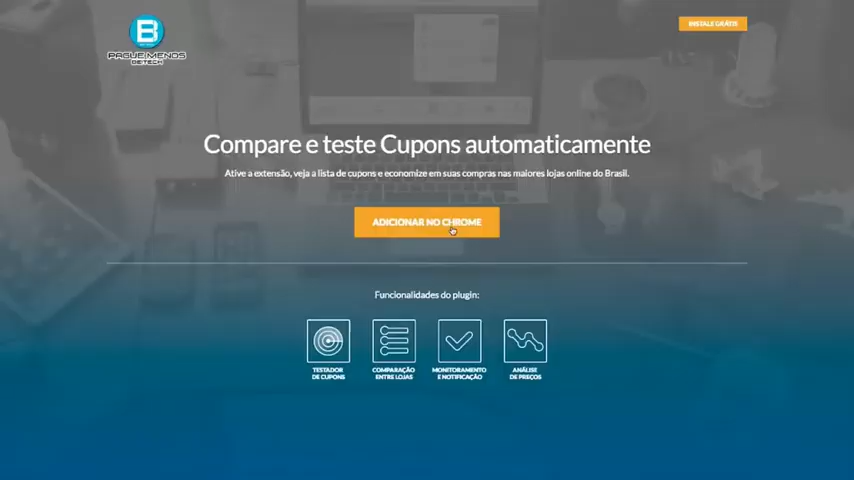 B
PAGUE MENOS
BE!TECH
INSTALE GRÁTIS
Compare e teste Cupons automaticamente
Ative a extensão, veja a lista de cupons e economize em suas compras nas maiores lojas online do Brasil.
ADICIONAR NO CHROME
Funcionalidades do plugin:
TESTADOR
DE CUPONS
COMPARAÇÃO
ENTRE LOJAS
MONITORAMENTO
E NOTIFICAÇÃO
ANÁLISE
DE PREÇOS